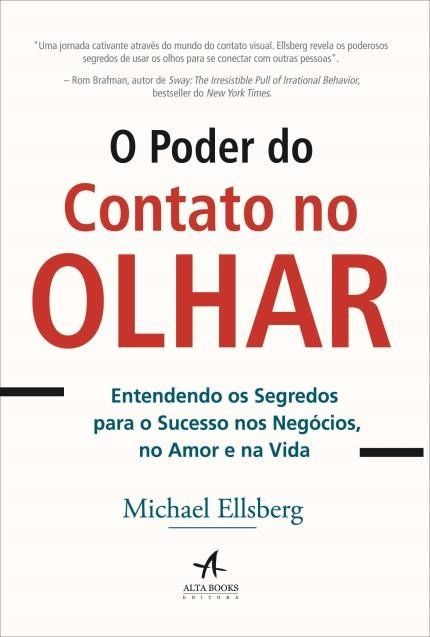 "Uma jornada cativante através do mundo do contato visual. Ellsberg revela os poderosos
segredos de usar os olhos para se conectar com outras pessoas".
– Rom Brafman, autor de Sway: The Irresistible Pull of Irrational Behavior,
bestseller do New York Times.
O Poder do
Contato no
OLHAR
Entendendo os Segredos
para o Sucesso nos Negócios,
no Amor e na Vida
Michael Ellsberg
ALTA BOOKS
EDITORA